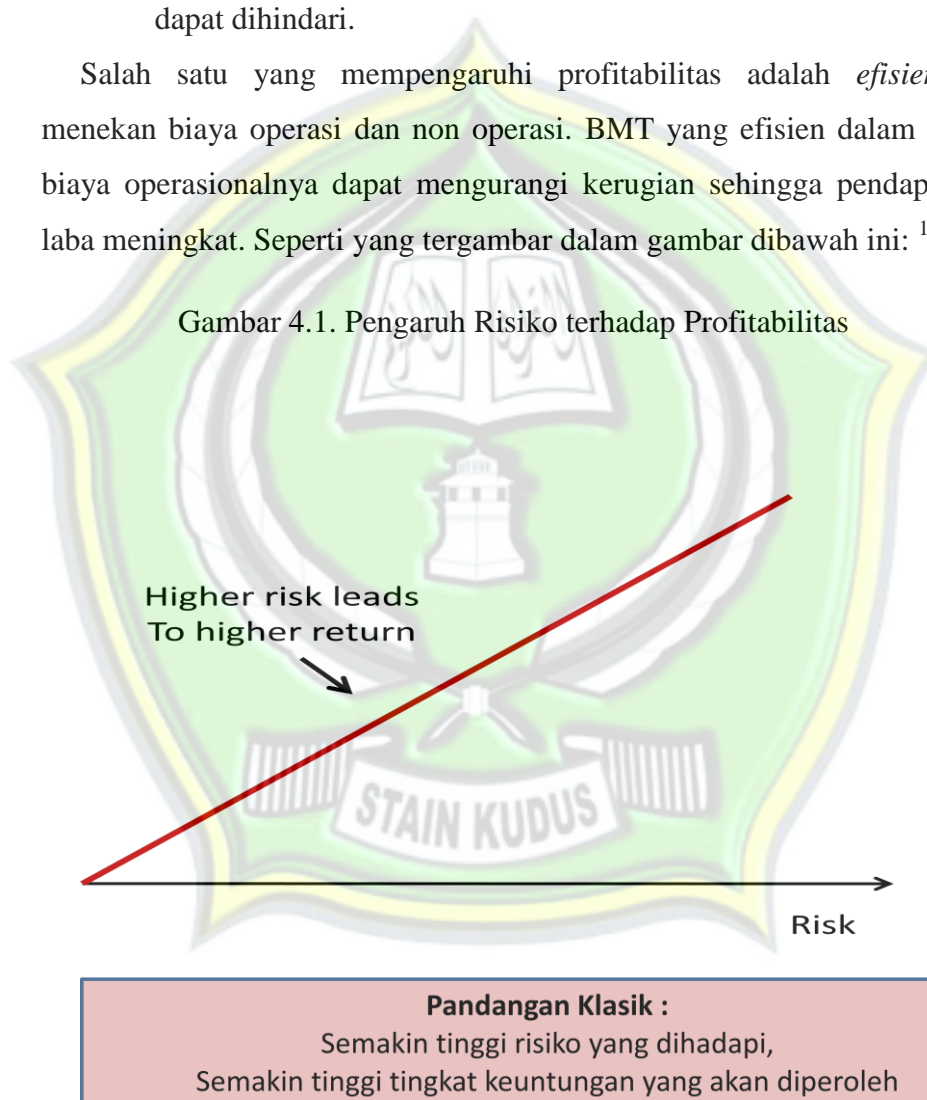 dapat dihindari.
Salah satu yang mempengaruhi profitabilitas adalah
menekan biaya operasi dan non operasi. BMT yang efisien dalam
biaya operasionalnya dapat mengurangi kerugian sehingga
laba meningkat. Seperti yang tergambar dalam gambar dibawah ini: 1
Gambar 4.1. Pengaruh Risiko terhadap Profitabilitas
Higher risk leads
To higher return
STAIN KUDUS
Risk
Pandangan Klasik :
Semakin tinggi risiko yang dihadapi,
Semakin tinggi tingkat keuntungan yang akan diperoleh